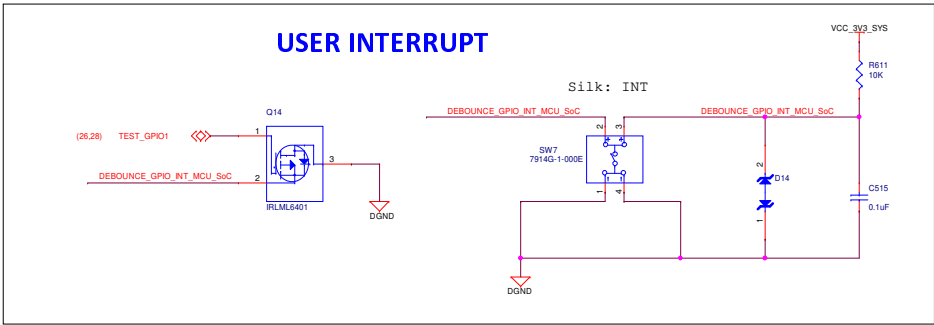 USER INTERRUPT
VCC_3V3_SYS
R611
10K
Silk: INT
Q14
DEBOUNCE_GPIO_INT_MCU_SoC
DEBOUNCE_GPIO_INT_MCU_SoC
(26,28) TEST_GPIO1
1
2
3
SW7
7914G-1-000E
3
2
D14
DEBOUNCE_GPIO_INT_MCU_SoC
2
1
4
C515
0.1uF
IRLML6401
DGND
1
DGND